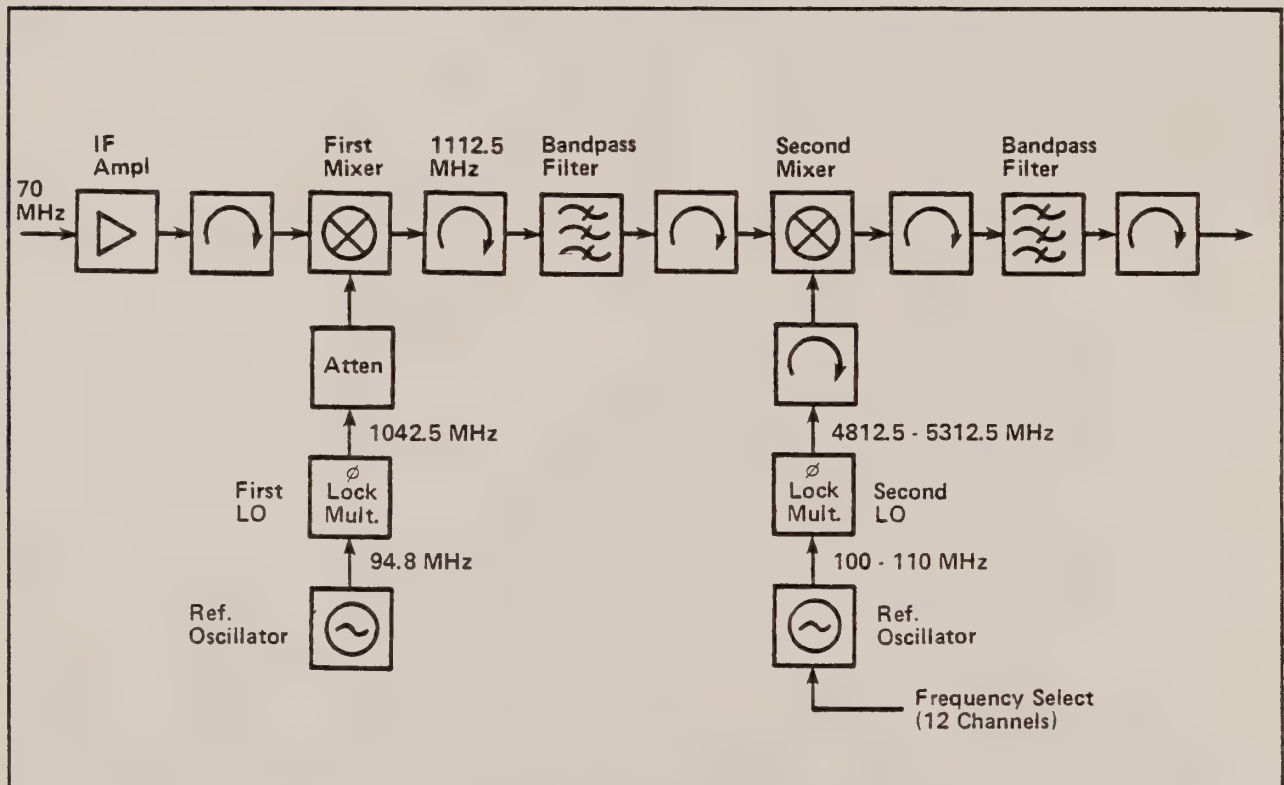 IF
Ampl
First
Mixer
1112.5
MHz
Bandpass
Filter
Second
Mixer
Bandpass
Filter
70
MHz
Atten
1042.5 MHz
4812.5 - 5312.5 MHz
First
LO
ø
Lock
Mult.
ø
Lock
Mult.
Second
LO
94.8 MHz
100 - 110 MHz
Ref.
Oscillator
Ref.
Oscillator
Frequency Select
(12 Channels)